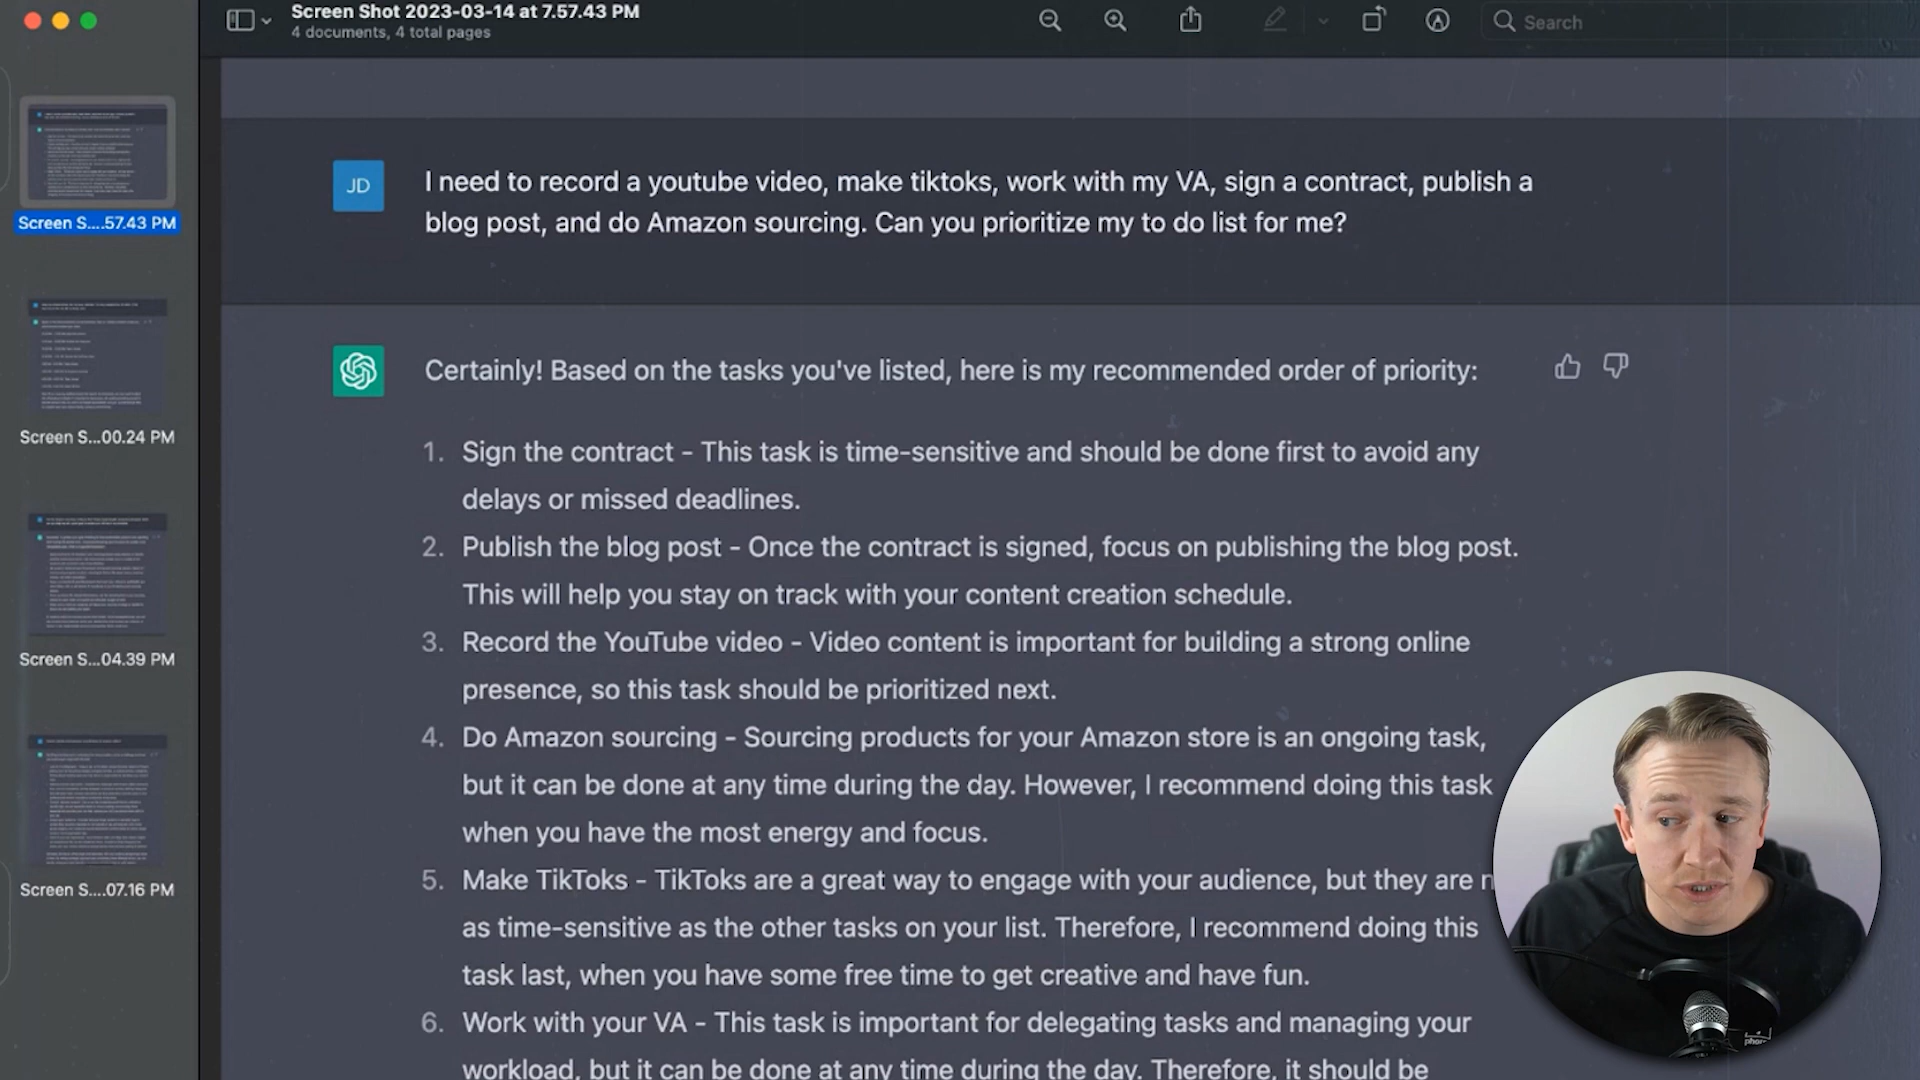 Screen Shot 2023-03-14 at 7.57.43 PM
4 documents, 4 total pages
Search
Screen S....57.43 PM
Screen S...00.24 PM
Screen S...04.39 PM
Screen S....07.16 PM
JD
I need to record a youtube video, make tiktoks, work with my VA, sign a contract, publish a
blog post, and do Amazon sourcing. Can you prioritize my to do list for me?
Certainly! Based on the tasks you've listed, here is my recommended order of priority:
1. Sign the contract - This task is time-sensitive and should be done first to avoid any
delays or missed deadlines.
2. Publish the blog post - Once the contract is signed, focus on publishing the blog post.
This will help you stay on track with your content creation schedule.
3. Record the YouTube video - Video content is important for building a strong online
presence, so this task should be prioritized next.
4. Do Amazon sourcing - Sourcing products for your Amazon store is an ongoing task,
but it can be done at any time during the day. However, I recommend doing this task
when you have the most energy and focus.
5. Make TikToks - TikToks are a great way to engage with your audience, but they are
as time-sensitive as the other tasks on your list. Therefore, I recommend doing this
task last, when you have some free time to get creative and have fun.
6. Work with your VA - This task is important for delegating tasks and managing your
workload, but it can be done at any time during the day. Therefore, it should be